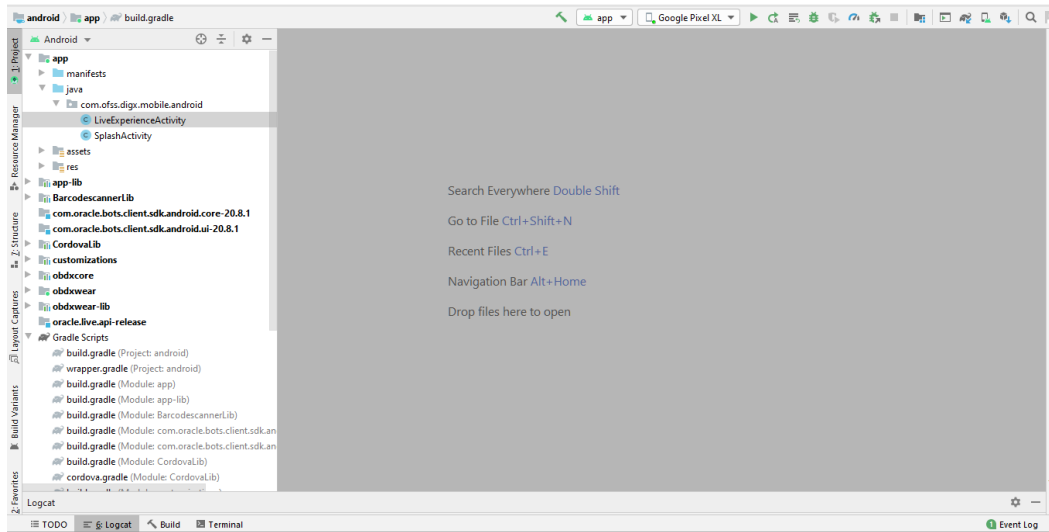 android app build.gradle
app Google Pixel XL
1: Project
Resource Manager
Z: Structure
Layout Captures
Build Variants
2: Favorites
Android
app
manifests
java
com.ofss.digx.mobile.android
LiveExperienceActivity
SplashActivity
assets
res
app-lib
BarcodescannerLib
com.oracle.bots.client.sdk.android.core-20.8.1
com.oracle.bots.client.sdk.android.ui-20.8.1
CordovaLib
customizations
obdxcore
obdxwear
obdxwear-lib
oracle.live.api-release
Gradle Scripts
build.gradle (Project: android)
wrapper.gradle (Project: android)
build.gradle (Module: app)
build.gradle (Module: app-lib)
build.gradle (Module: BarcodescannerLib)
build.gradle (Module: com.oracle.bots.client.sdk.an
build.gradle (Module: com.oracle.bots.client.sdk.an
build.gradle (Module: CordovaLib)
cordova.gradle (Module: CordovaLib)
Search Everywhere Double Shift
Go to File Ctrl+Shift+N
Recent Files Ctrl+E
Navigation Bar Alt+Home
Drop files here to open
Logcat
TODO 6: Logcat Build Terminal 1 Event Log